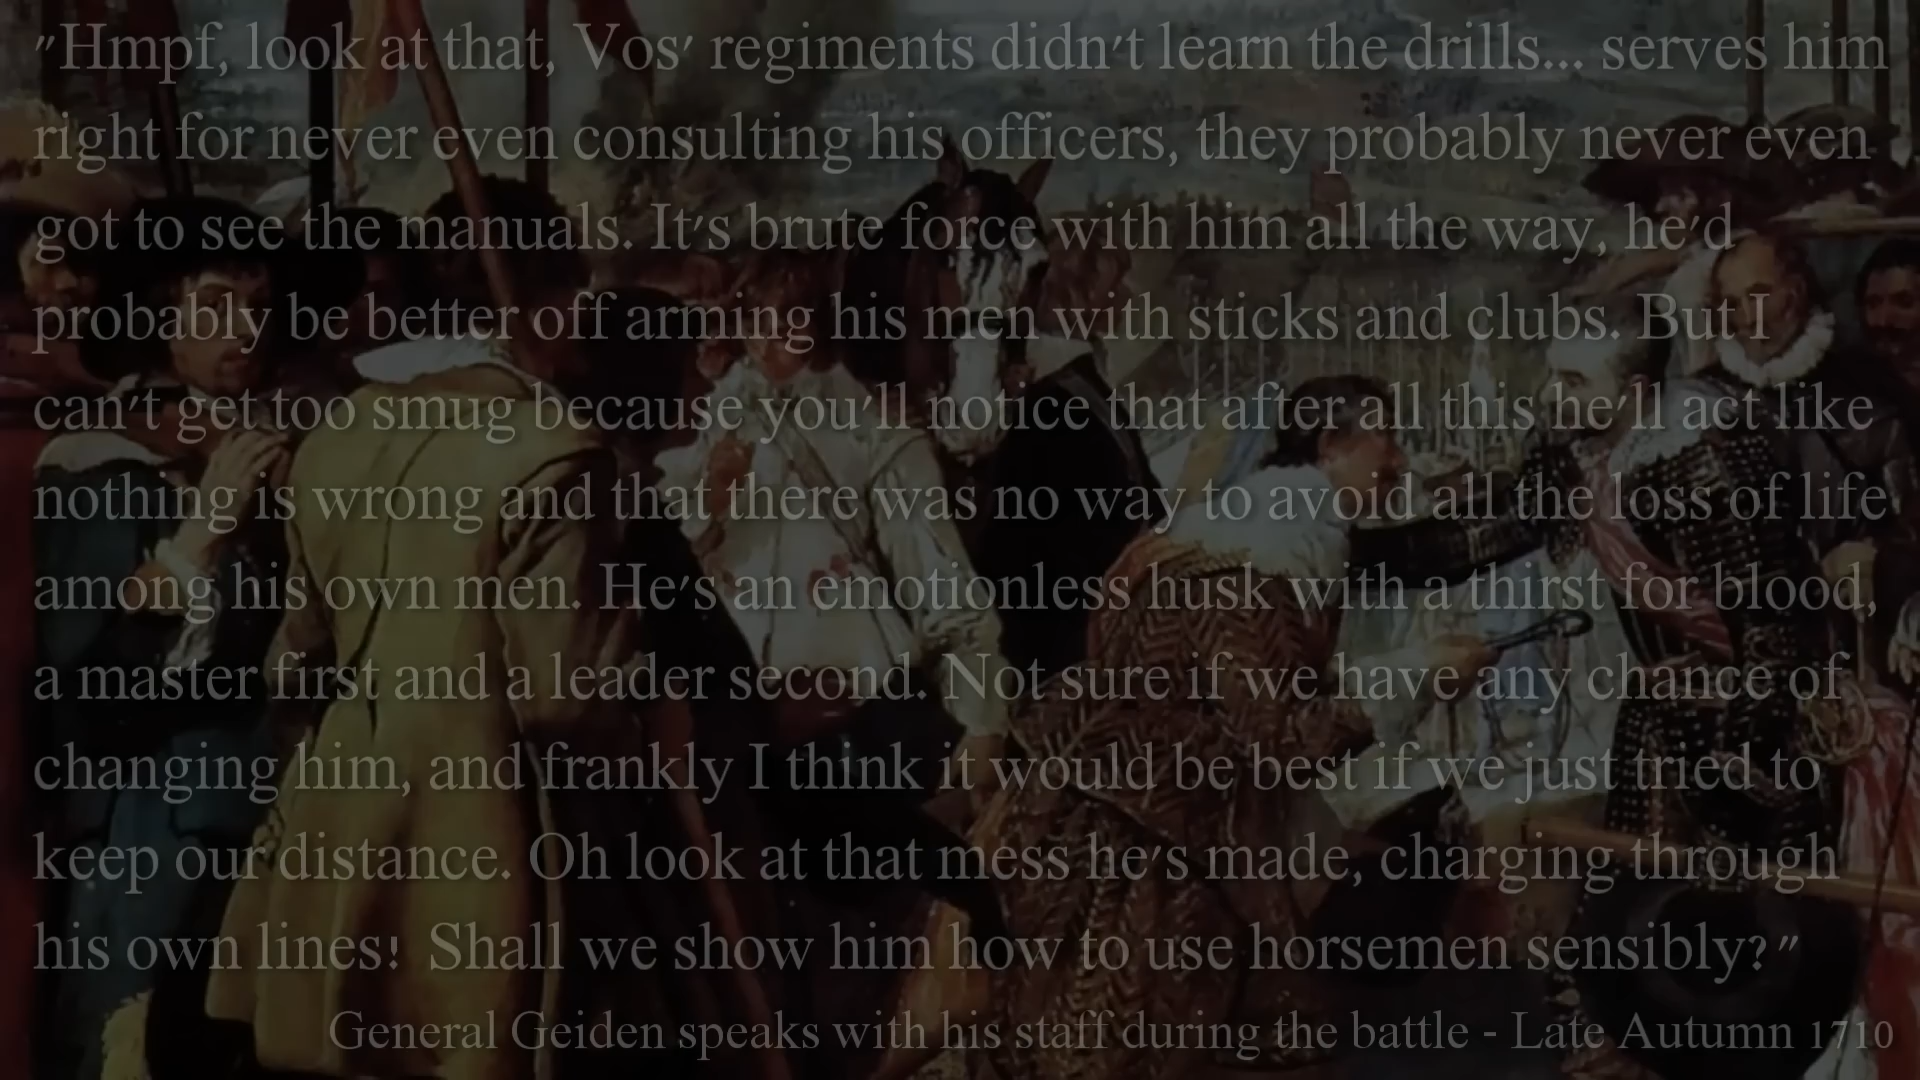 "Hmpf, look at that, Vos' regiments didn't learn the drills... serves him
right for never even consulting his officers, they probably never even
got to see the manuals. It's brute force with him all the way, he'd
probably be better off arming his men with sticks and clubs. But I
can't get too smug because you'll notice that after all this he'll act like
nothing is wrong and that there was no way to avoid all the loss of life
among his own men. He's an emotionless husk with a thirst for blood,
a master first and a leader second. Not sure if we have any chance of
changing him, and frankly I think it would be best if we just tried to
keep our distance. Oh look at that mess he's made, charging through
his own lines!  Shall we show him how to use horsemen sensibly?"
General Geiden speaks with his staff during the battle - Late Autumn 1710